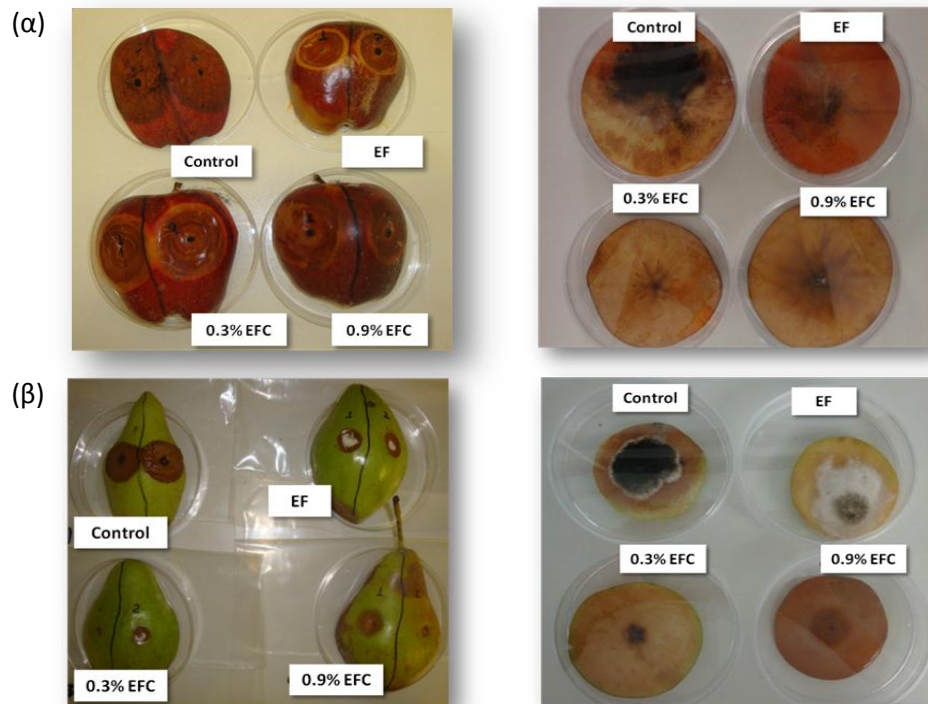 (α)
Control
EF
0.3% EFC
0.9% EFC
Control
EF
0.3% EFC
0.9% EFC
(β)
Control
EF
0.3% EFC
0.9% EFC
Control
EF
0.3% EFC
0.9% EFC